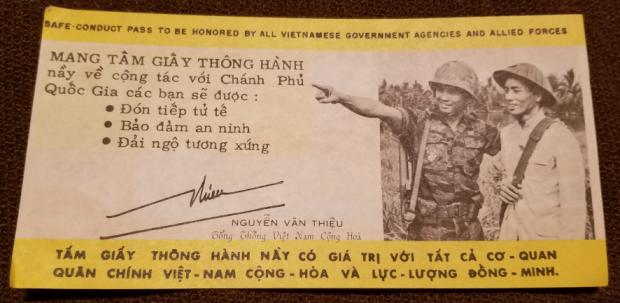 SAFE-CONDUCT PASS TO BE HONORED BY ALL VIETNAMESE GOVERNMENT AGENCIES AND ALLIED FORCES
MANG TẤM GIẤY THÔNG HÀNH
nầy về cộng tác với Chánh Phủ
Quốc Gia các bạn sẽ được :
• Đón tiếp tử tế
• Bảo đảm an ninh
• Đải ngộ tương xứng
NGUYỄN VĂN THIỆU
Tổng Thống Việt Nam Cộng Hoà
TẤM GIẤY THÔNG HÀNH NẦY CÓ GIÁ TRỊ VỚI TẤT CẢ CƠ - QUAN
QUÂN CHÍNH VIỆT - NAM CỘNG - HÒA VÀ LỰC - LƯỢNG ĐỒNG - MINH.